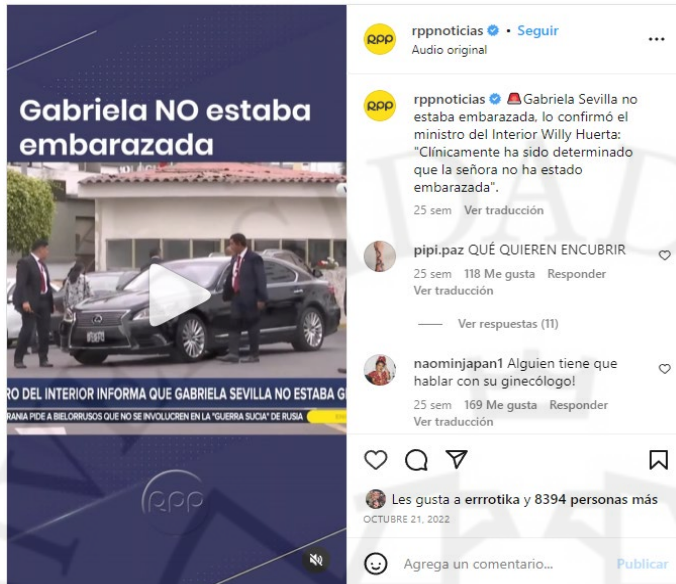 Gabriela NO estaba
embarazada
RO DEL INTERIOR INFORMA QUE GABRIELA SEVILLA NO ESTABA
RANIA PIDE A BIELORRUSOS QUE NO SE INVOLUCREN EN LA "GUERRA SUCIA" DE RUSIA
rpp
RPP
rppnoticias • Seguir
Audio original
RPP
rppnoticias 🚨Gabriela Sevilla no
estaba embarazada, lo confirmó el
ministro del Interior Willy Huerta:
"Clínicamente ha sido determinado
que la señora no ha estado
embarazada".
25 sem Ver traducción
pipi.paz QUÉ QUIEREN ENCUBRIR
25 sem 118 Me gusta Responder
Ver traducción
Ver respuestas (11)
naominjapan1 Alguien tiene que
hablar con su ginecólogo!
25 sem 169 Me gusta Responder
Ver traducción
Les gusta a errrotika y 8394 personas más
OCTUBRE 21, 2022
Agrega un comentario... Publicar